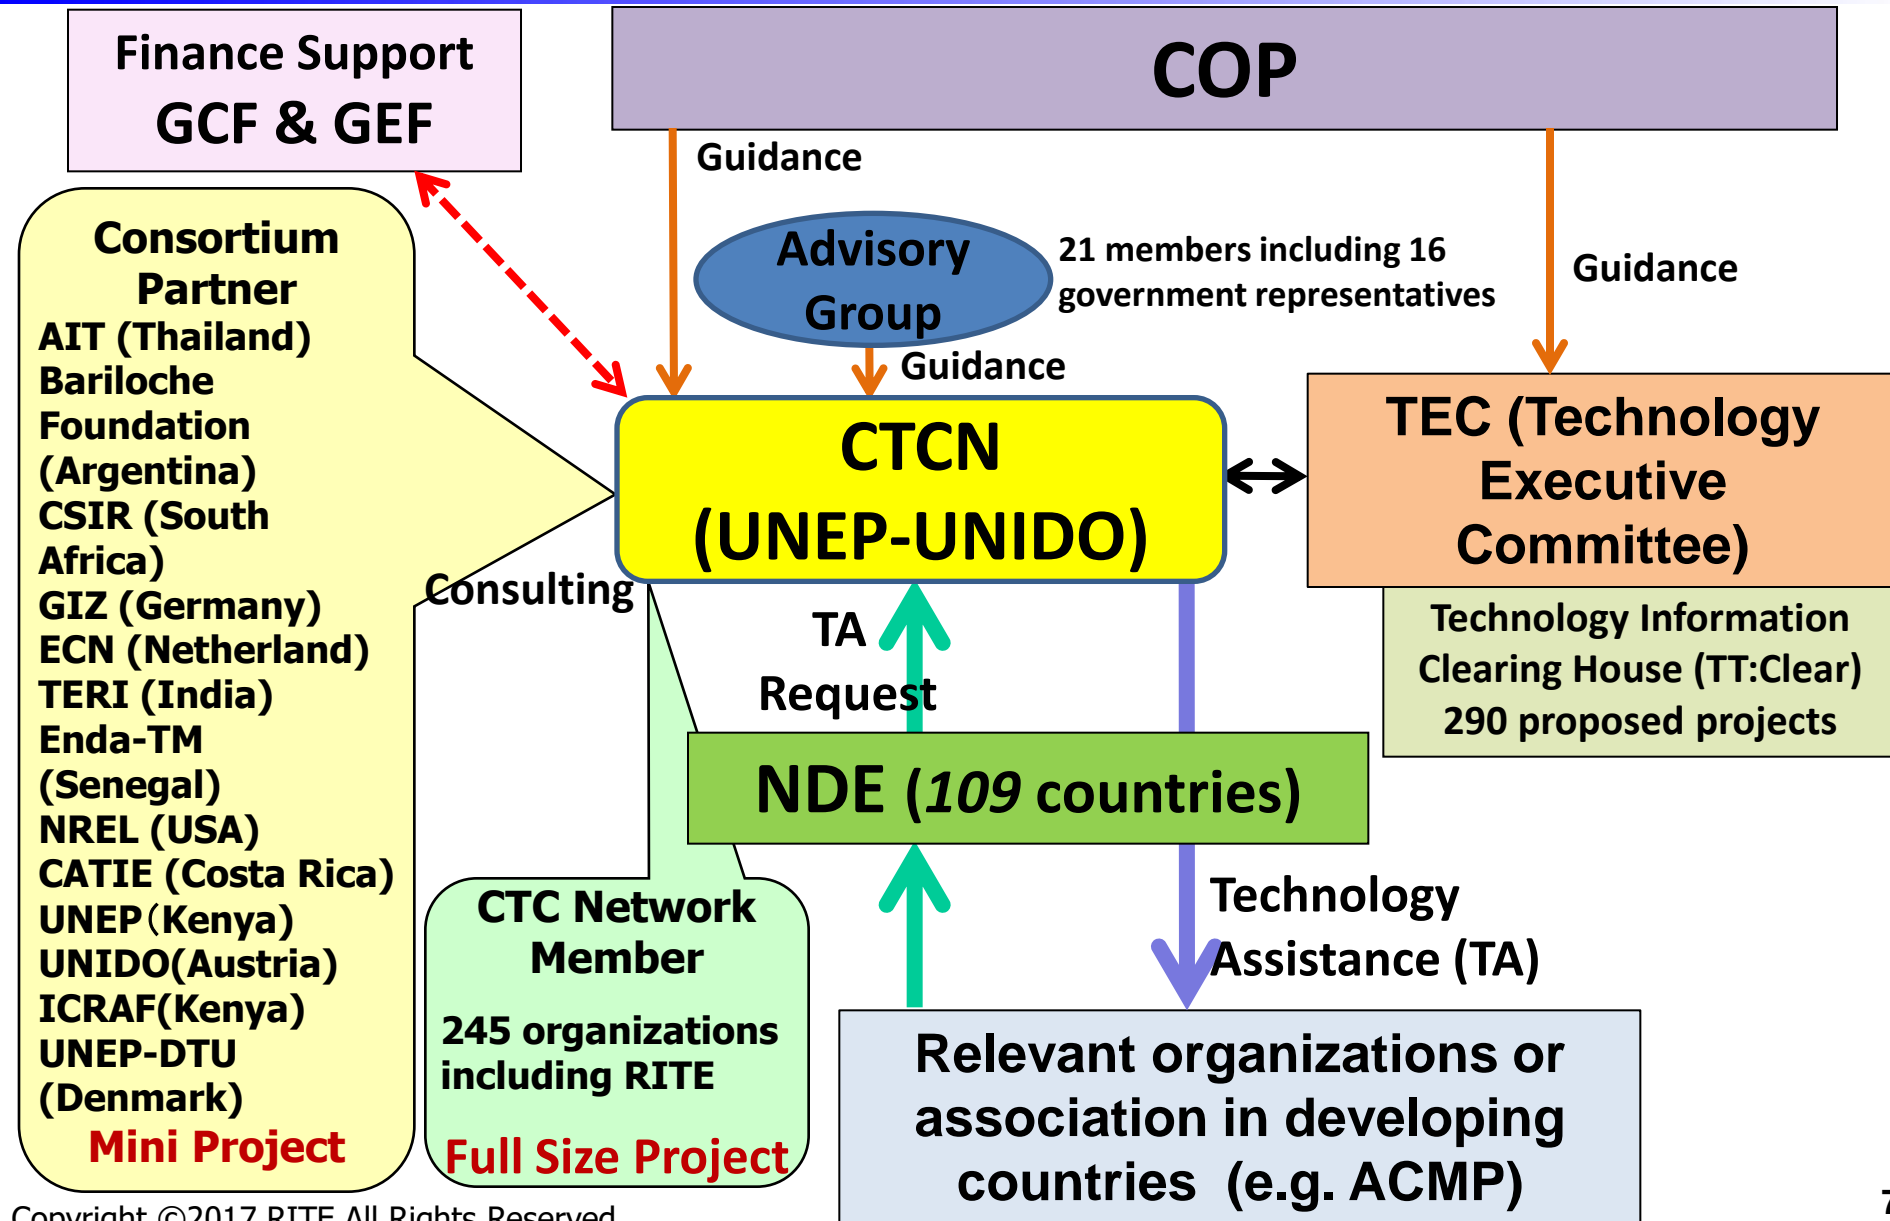 Finance Support
GCF & GEF
COP
Guidance
Guidance
Advisory
Group
21 members including 16
government representatives
Guidance
Consortium
Partner
AIT (Thailand)
Bariloche
Foundation
(Argentina)
CSIR (South
Africa)
GIZ (Germany)
ECN (Netherland)
TERI (India)
Enda-TM
(Senegal)
NREL (USA)
CATIE (Costa Rica)
UNEP（Kenya)
UNIDO(Austria)
ICRAF(Kenya)
UNEP-DTU
(Denmark)
Mini Project
CTCN
(UNEP-UNIDO)
TEC (Technology
Executive
Committee)
Technology Information
Clearing House (TT:Clear)
290 proposed projects
Consulting
TA
Request
NDE (109 countries)
CTC Network
Member
245 organizations
including RITE
Full Size Project
Technology
Assistance (TA)
Relevant organizations or
association in developing
countries (e.g. ACMP)
Copyright ©2017 RITE All Rights Reserved
7